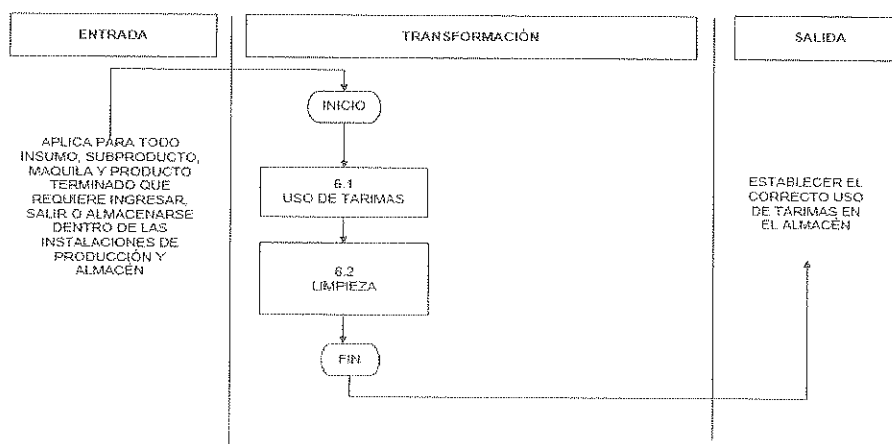 ENTRADA
TRANSFORMACIÓN
SALIDA
INICIO
APLICA PARA TODO
INSUMO, SUBPRODUCTO,
MAQUILA Y PRODUCTO
TERMINADO QUE
REQUIERE INGRESAR,
SALIR O ALMACENARSE
DENTRO DE LAS
INSTALACIONES DE
PRODUCCIÓN Y
ALMACÉN
6.1
USO DE TARIMAS
6.2
LIMPIEZA
FIN
ESTABLECER EL
CORRECTO USO
DE TARIMAS EN
EL ALMACÉN